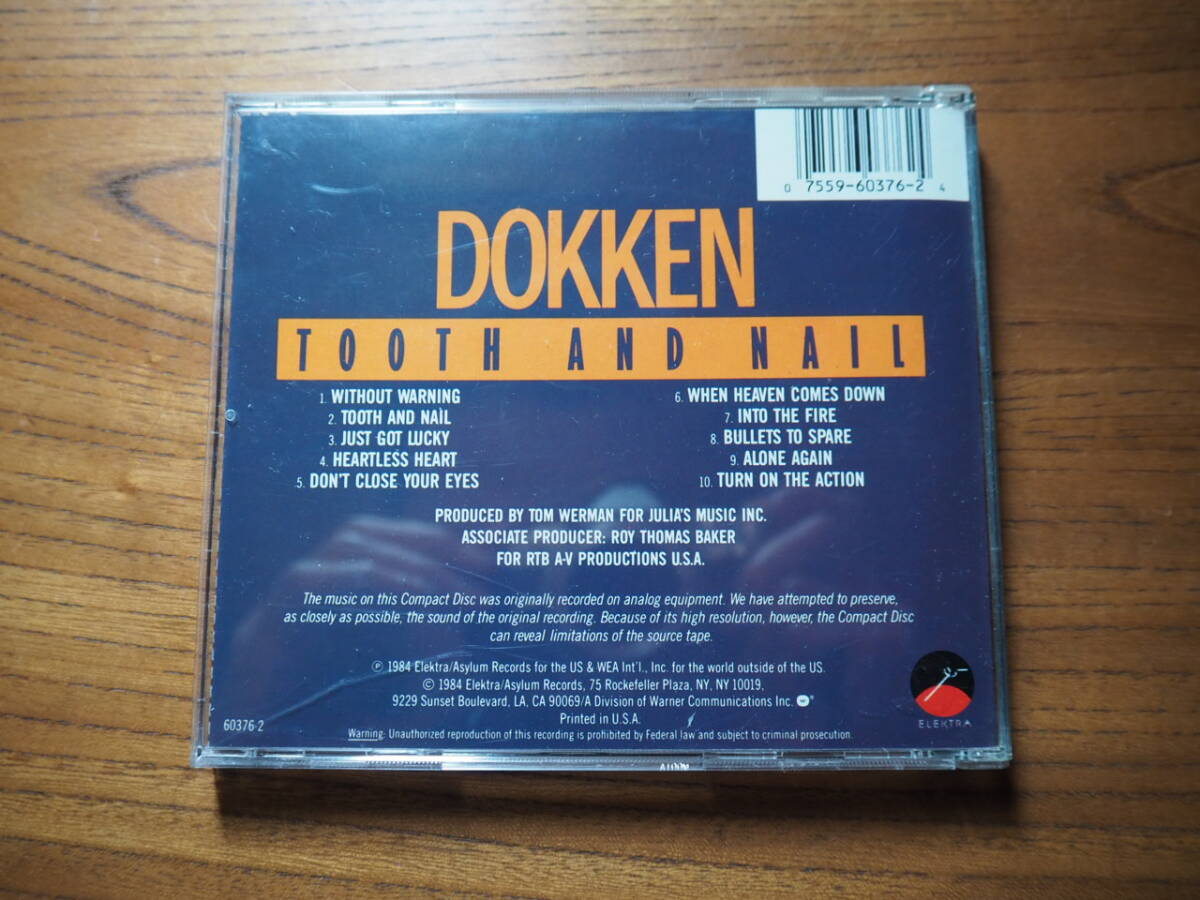 0 7559-60376-2 4
DOKKEN
TOOTH AND NAIL
1. WITHOUT WARNING
2. TOOTH AND NAIL
3. JUST GOT LUCKY
4. HEARTLESS HEART
5. DON'T CLOSE YOUR EYES
6. WHEN HEAVEN COMES DOWN
7. INTO THE FIRE
8. BULLETS TO SPARE
9. ALONE AGAIN
10. TURN ON THE ACTION
PRODUCED BY TOM WERMAN FOR JULIA'S MUSIC INC.
ASSOCIATE PRODUCER: ROY THOMAS BAKER
FOR RTB A-V PRODUCTIONS U.S.A.
The music on this Compact Disc was originally recorded on analog equipment. We have attempted to preserve,
as closely as possible, the sound of the original recording. Because of its high resolution, however, the Compact Disc
can reveal limitations of the source tape.
℗ 1984 Elektra/Asylum Records for the US & WEA Int'l., Inc. for the world outside of the US.
© 1984 Elektra/Asylum Records, 75 Rockefeller Plaza, NY, NY 10019,
9229 Sunset Boulevard, LA, CA 90069/A Division of Warner Communications Inc. ®
Printed in U.S.A.
Warning: Unauthorized reproduction of this recording is prohibited by Federal law and subject to criminal prosecution.
60376-2
ELEKTRA